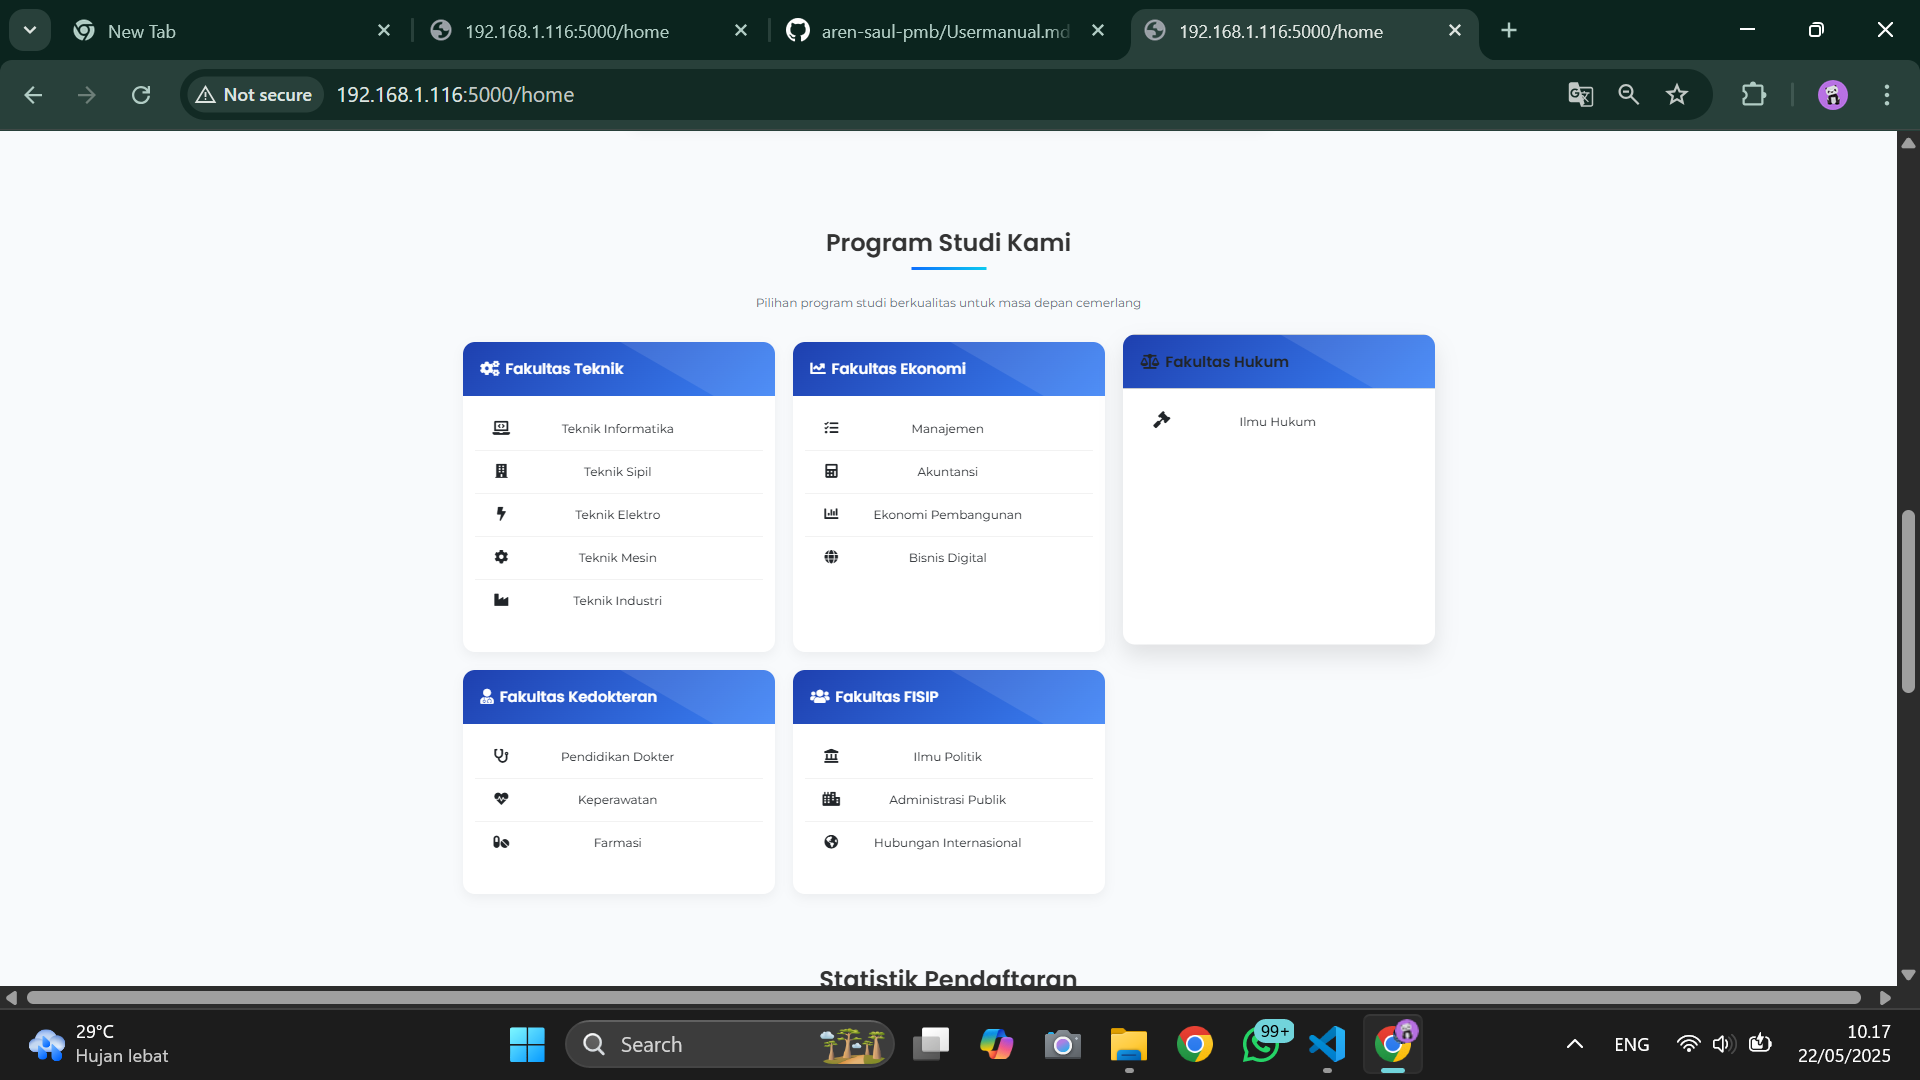 New Tab
192.168.1.116:5000/home
aren-saul-pmb/Usermanual.md
192.168.1.116:5000/home
Not secure
192.168.1.116:5000/home
Program Studi Kami
Pilihan program studi berkualitas untuk masa depan cemerlang
Fakultas Teknik
Teknik Informatika
Teknik Sipil
Teknik Elektro
Teknik Mesin
Teknik Industri
Fakultas Ekonomi
Manajemen
Akuntansi
Ekonomi Pembangunan
Bisnis Digital
Fakultas Hukum
Ilmu Hukum
Fakultas Kedokteran
Pendidikan Dokter
Keperawatan
Farmasi
Fakultas FISIP
Ilmu Politik
Administrasi Publik
Hubungan Internasional
Statistik Pendaftaran
29°C
Hujan lebat
Search
99+
ENG
10.17
22/05/2025